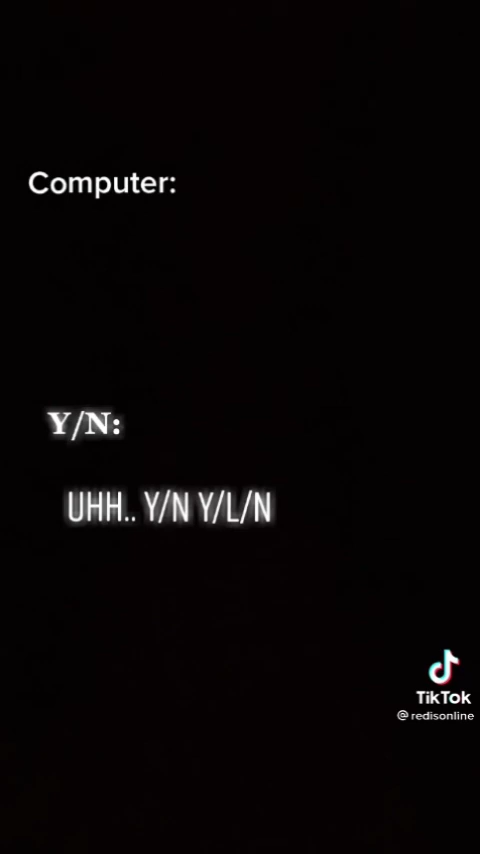 Computer:
Y/N:
UHH.. Y/N Y/L/N
TikTok
@redisonline